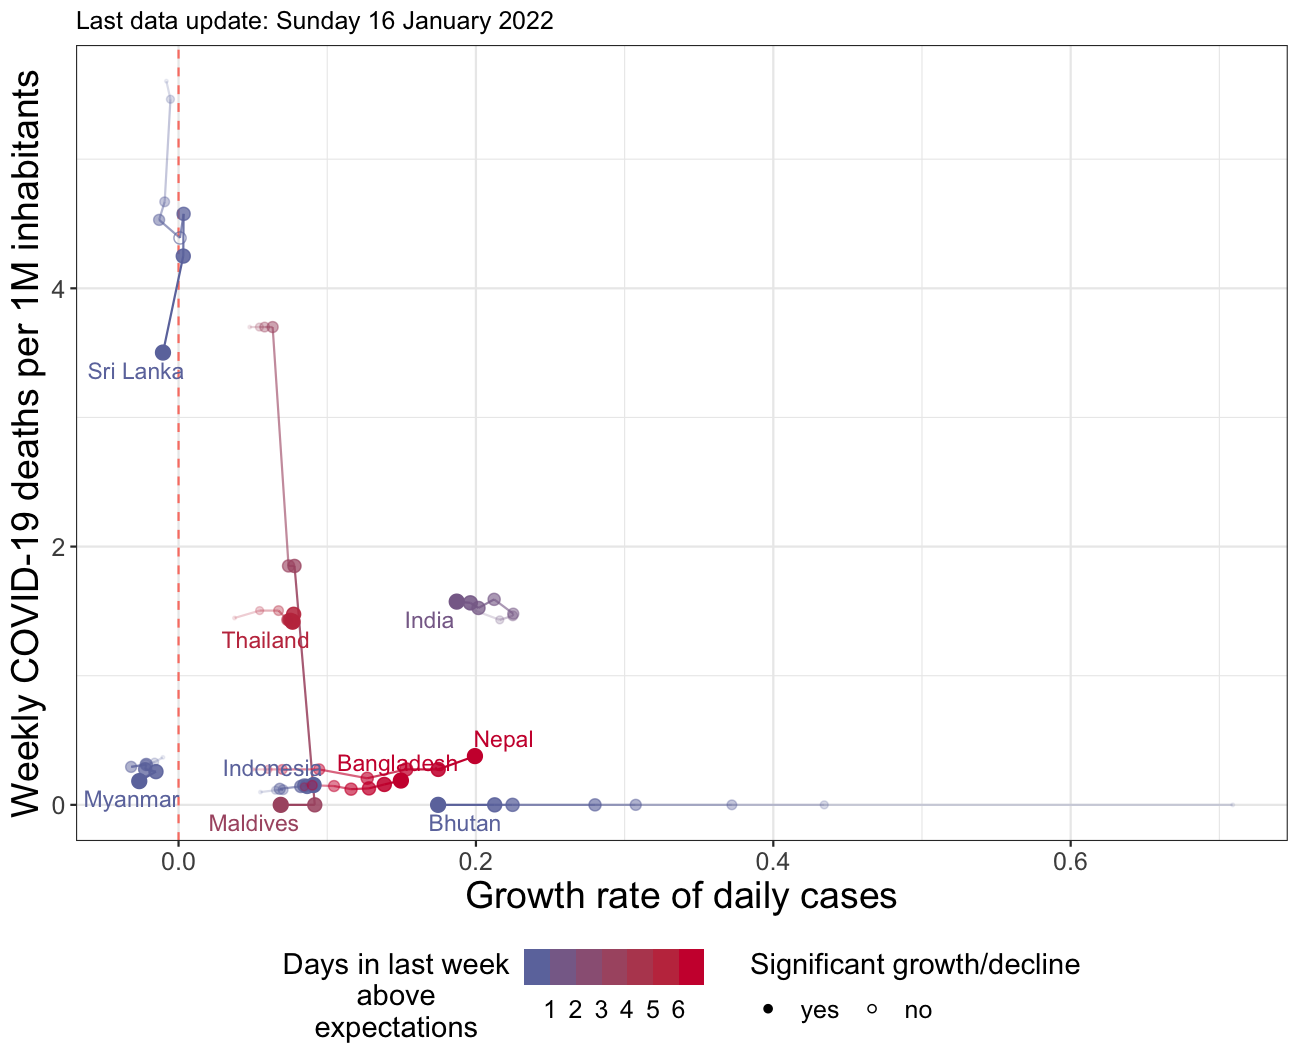 Last data update: Sunday 16 January 2022
Weekly COVID-19 deaths per 1M inhabitants
4
2
0
Sri Lanka
Thailand
India
Nepal
Bangladesh
Indonesia
Myanmar
Maldives
Bhutan
0.0 0.2 0.4 0.6
Growth rate of daily cases
Days in last week
above
expectations
1 2 3 4 5 6
Significant growth/decline
yes no